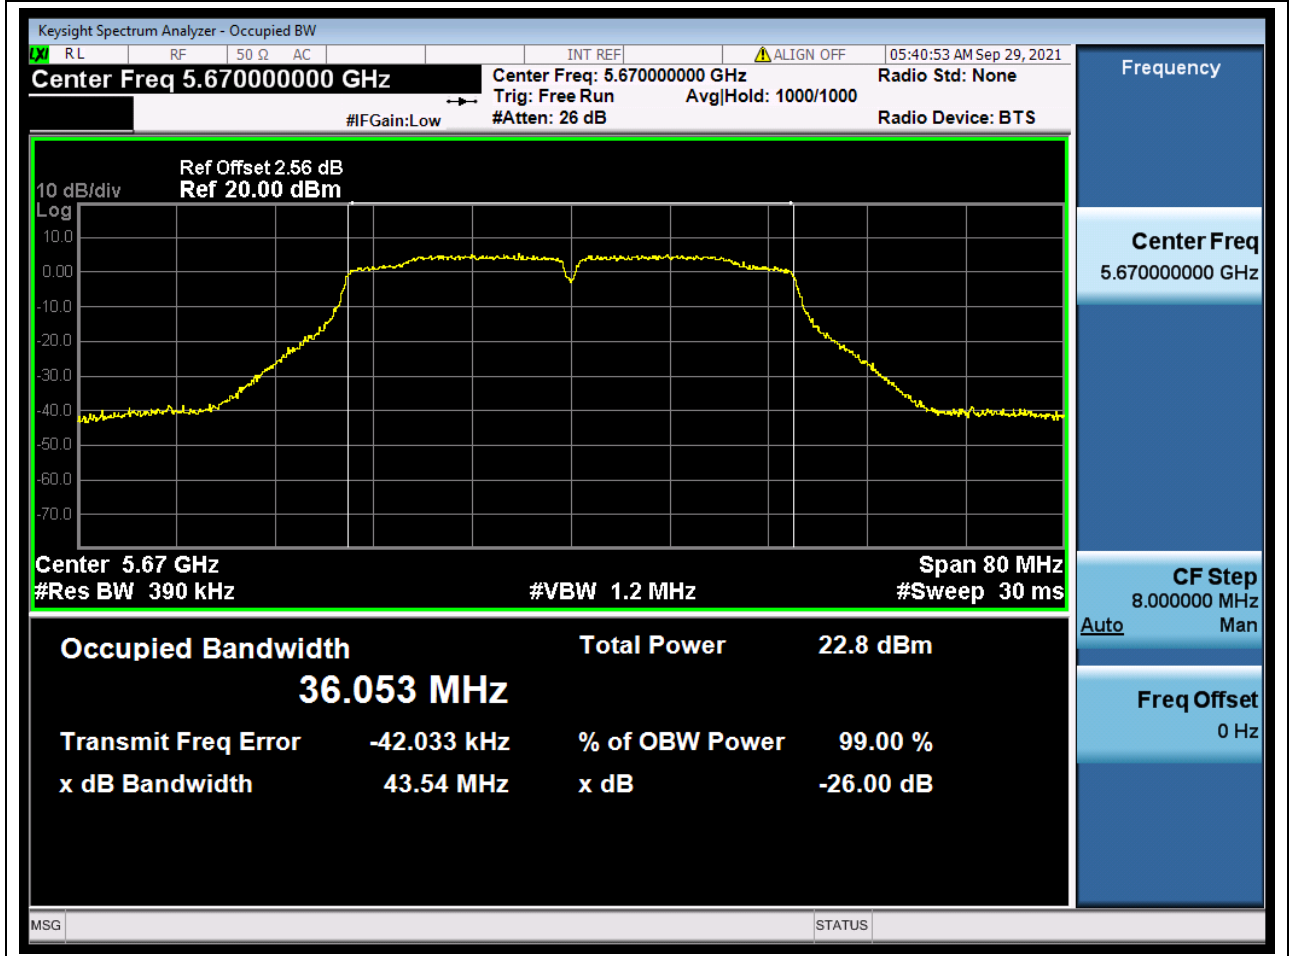 Keysight Spectrum Analyzer - Occupied BW
LXI RL RF 50 Ω AC INT REF ALIGN OFF 05:40:53 AM Sep 29, 2021
Center Freq 5.670000000 GHz
Center Freq: 5.670000000 GHz
Radio Std: None
Trig: Free Run Avg|Hold: 1000/1000
#IFGain:Low
#Atten: 26 dB
Radio Device: BTS
Ref Offset 2.56 dB
10 dB/div Ref 20.00 dBm
Log
10.0
0.00
-10.0
-20.0
-30.0
-40.0
-50.0
-60.0
-70.0
Center 5.67 GHz Span 80 MHz
#Res BW 390 kHz #VBW 1.2 MHz #Sweep 30 ms
Occupied Bandwidth Total Power 22.8 dBm
36.053 MHz
Transmit Freq Error -42.033 kHz % of OBW Power 99.00 %
x dB Bandwidth 43.54 MHz x dB -26.00 dB
Frequency
Center Freq
5.670000000 GHz
CF Step
8.000000 MHz
Auto Man
Freq Offset
0 Hz
MSG STATUS